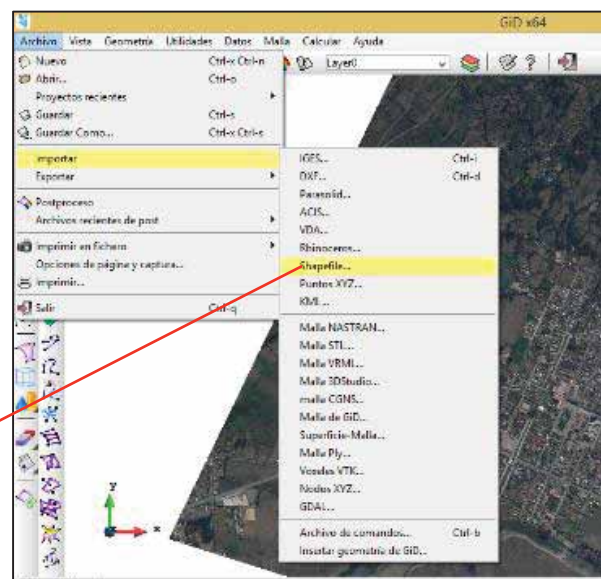 GiD x64
Archivo Vista Geometría Utilidades Datos Malla Calcular Ayuda
Nuevo Ctrl-x Ctrl-n
Layer0
Abrir... Ctrl-o
Proyectos recientes
Guardar Ctrl-s
Guardar Como... Ctrl-x Ctrl-s
Importar
Exportar
Postproceso
Archivos recientes de post
Imprimir en fichero
Opciones de página y captura...
Imprimir...
Salir Ctrl-q
IGES... Ctrl-i
DXF... Ctrl-d
Parasolid...
ACIS...
VDA...
Rhinoceros...
Shapefile...
Puntos XYZ...
KML...
Malla NASTRAN...
Malla STL...
Malla VRML...
Malla 3DStudio...
malla CGNS...
Malla de GiD...
Superficie-Malla...
Malla Ply...
Voxeles VTK...
Nodos XYZ...
GDAL...
Archivo de comandos... Ctrl-b
Insertar geometría de GiD...
y
x